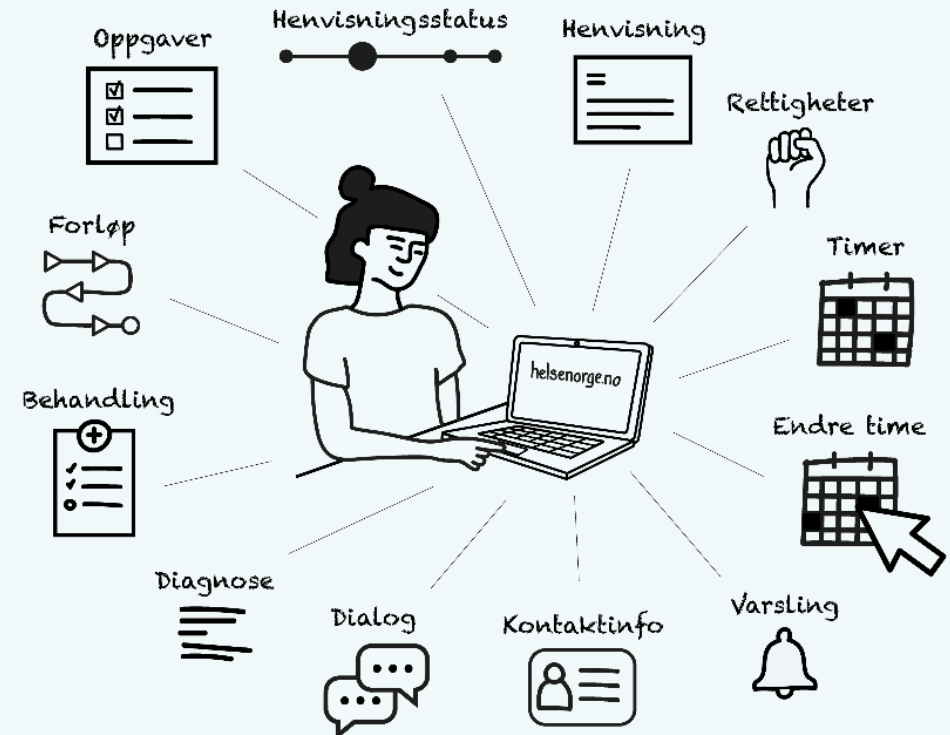 Henvisningsstatus
Oppgaver
Henvisning
Rettigheter
Forløp
Timer
helsenorge.no
Behandling
Endre time
Diagnose
Dialog
Kontaktinfo
Varsling